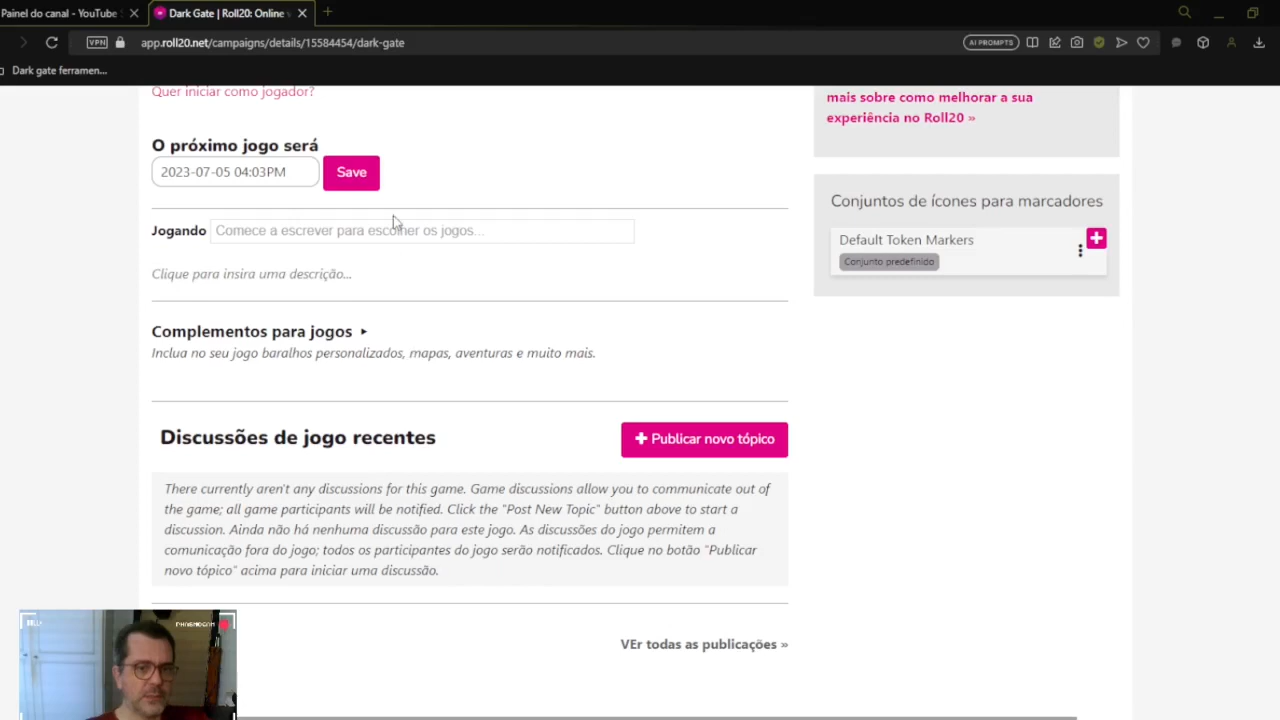 Painel do canal - YouTube
Dark Gate | Roll20: Online
VPN
app.roll20.net/campaigns/details/15584454/dark-gate
AI PROMPTS
Dark gate ferramen...
Quer iniciar como jogador?
mais sobre como melhorar a sua
experiência no Roll20 »
O próximo jogo será
2023-07-05 04:03PM
Save
Conjuntos de ícones para marcadores
Default Token Markers
Conjunto predefinido
Jogando
Comece a escrever para escolher os jogos...
Clique para insira uma descrição...
Complementos para jogos
Inclua no seu jogo baralhos personalizados, mapas, aventuras e muito mais.
Discussões de jogo recentes
Publicar novo tópico
There currently aren't any discussions for this game. Game discussions allow you to communicate out of
the game; all game participants will be notified. Click the "Post New Topic" button above to start a
discussion. Ainda não há nenhuma discussão para este jogo. As discussões do jogo permitem a
comunicação fora do jogo; todos os participantes do jogo serão notificados. Clique no botão "Publicar
novo tópico" acima para iniciar uma discussão.
VEr todas as publicações »